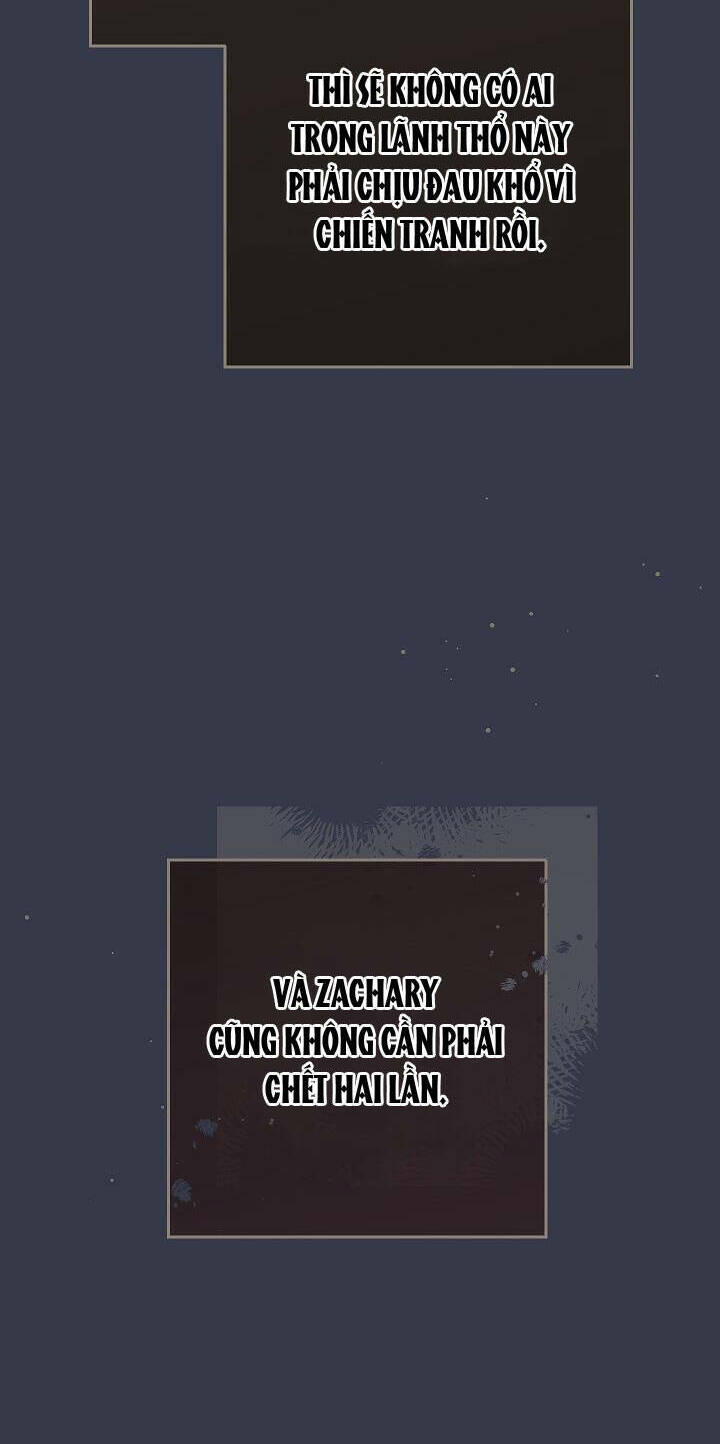 THÌ SẼ KHÔNG CÓ AI
TRONG LÃNH THỔ NÀY
PHẢI CHỊU ĐAU KHỔ VÌ
CHIẾN TRANH RỒI.
VÀ ZACHARY
CŨNG KHÔNG CẦN PHẢI
CHẾT HAI LẦN.